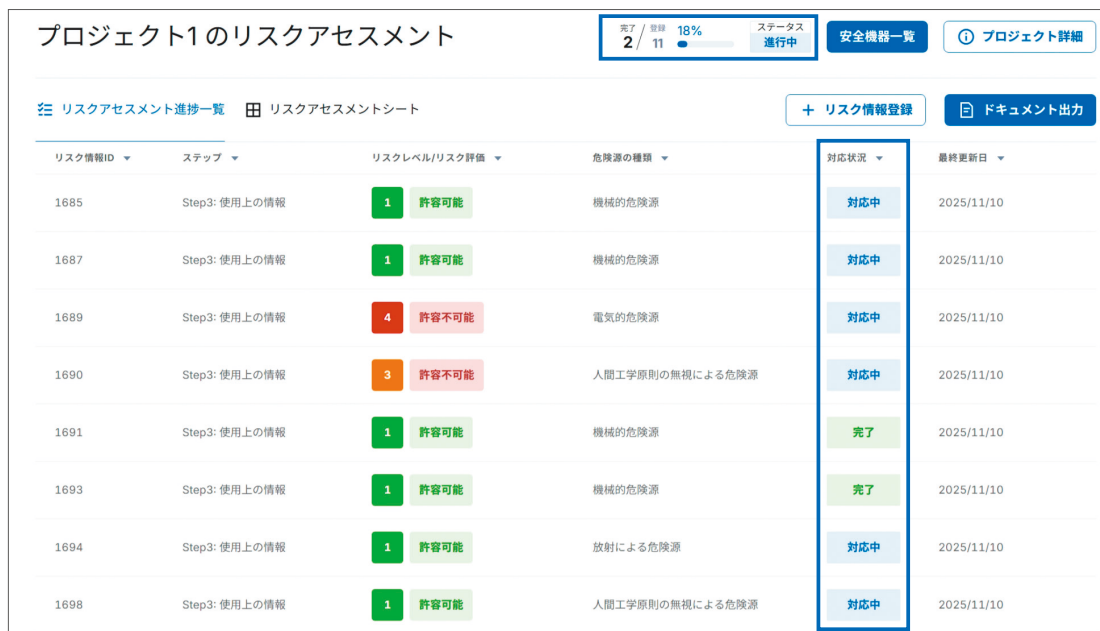 プロジェクト1のリスクアセスメント
完了 / 登録 18% ステータス
2 / 11 進行中
安全機器一覧
プロジェクト詳細
リスクアセスメント進捗一覧
リスクアセスメントシート
+ リスク情報登録
ドキュメント出力
リスク情報ID ステップ リスクレベル/リスク評価 危険源の種類 対応状況 最終更新日
1685 Step3: 使用上の情報 1 許容可能 機械的危険源 対応中 2025/11/10
1687 Step3: 使用上の情報 1 許容可能 機械的危険源 対応中 2025/11/10
1689 Step3: 使用上の情報 4 許容不可能 電気的危険源 対応中 2025/11/10
1690 Step3: 使用上の情報 3 許容不可能 人間工学原則の無視による危険源 対応中 2025/11/10
1691 Step3: 使用上の情報 1 許容可能 機械的危険源 完了 2025/11/10
1693 Step3: 使用上の情報 1 許容可能 機械的危険源 完了 2025/11/10
1694 Step3: 使用上の情報 1 許容可能 放射による危険源 対応中 2025/11/10
1698 Step3: 使用上の情報 1 許容可能 人間工学原則の無視による危険源 対応中 2025/11/10